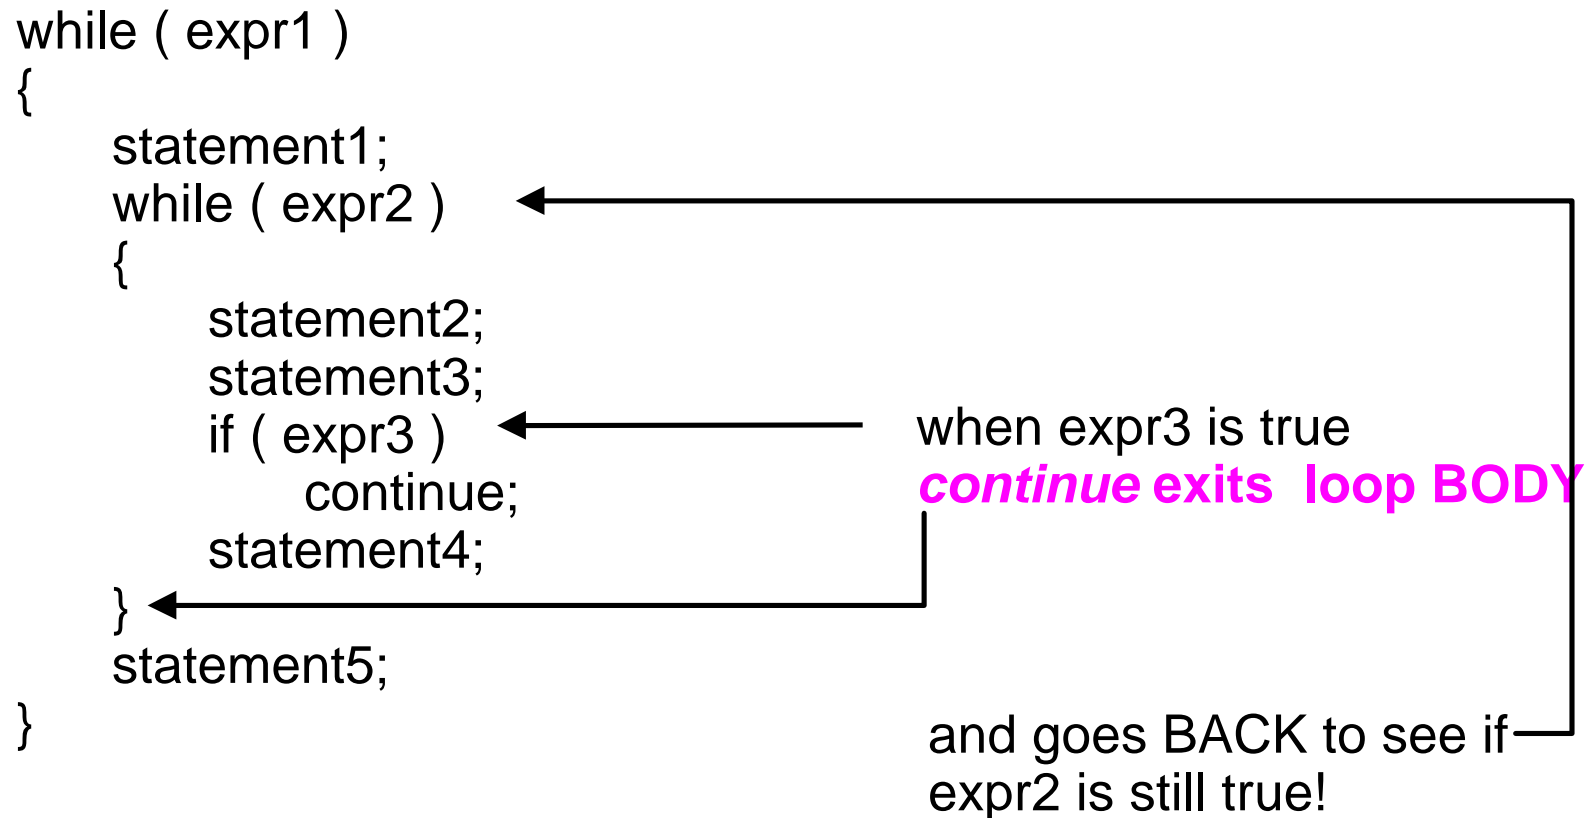 while ( expr1 )
{
statement1;
while ( expr2 )
{
statement2;
statement3;
if ( expr3 )
continue;
statement4;
}
statement5;
}
when expr3 is true
continue exits loop BODY
and goes BACK to see if
expr2 is still true!